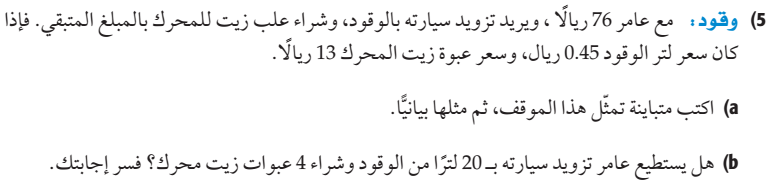 5) وقود: مع عامر 76 ريالًا ، ويريد تزويد سيارته بالوقود، وشراء علب زيت للمحرك بالمبلغ المتبقي. فإذا
كان سعر لتر الوقود 0.45 ريال، وسعر عبوة زيت المحرك 13 ريالًا.
a) اكتب متباينة تمثّل هذا الموقف، ثم مثلها بيانيًّا.
b) هل يستطيع عامر تزويد سيارته بـ 20 لترًا من الوقود وشراء 4 عبوات زيت محرك؟ فسر إجابتك.